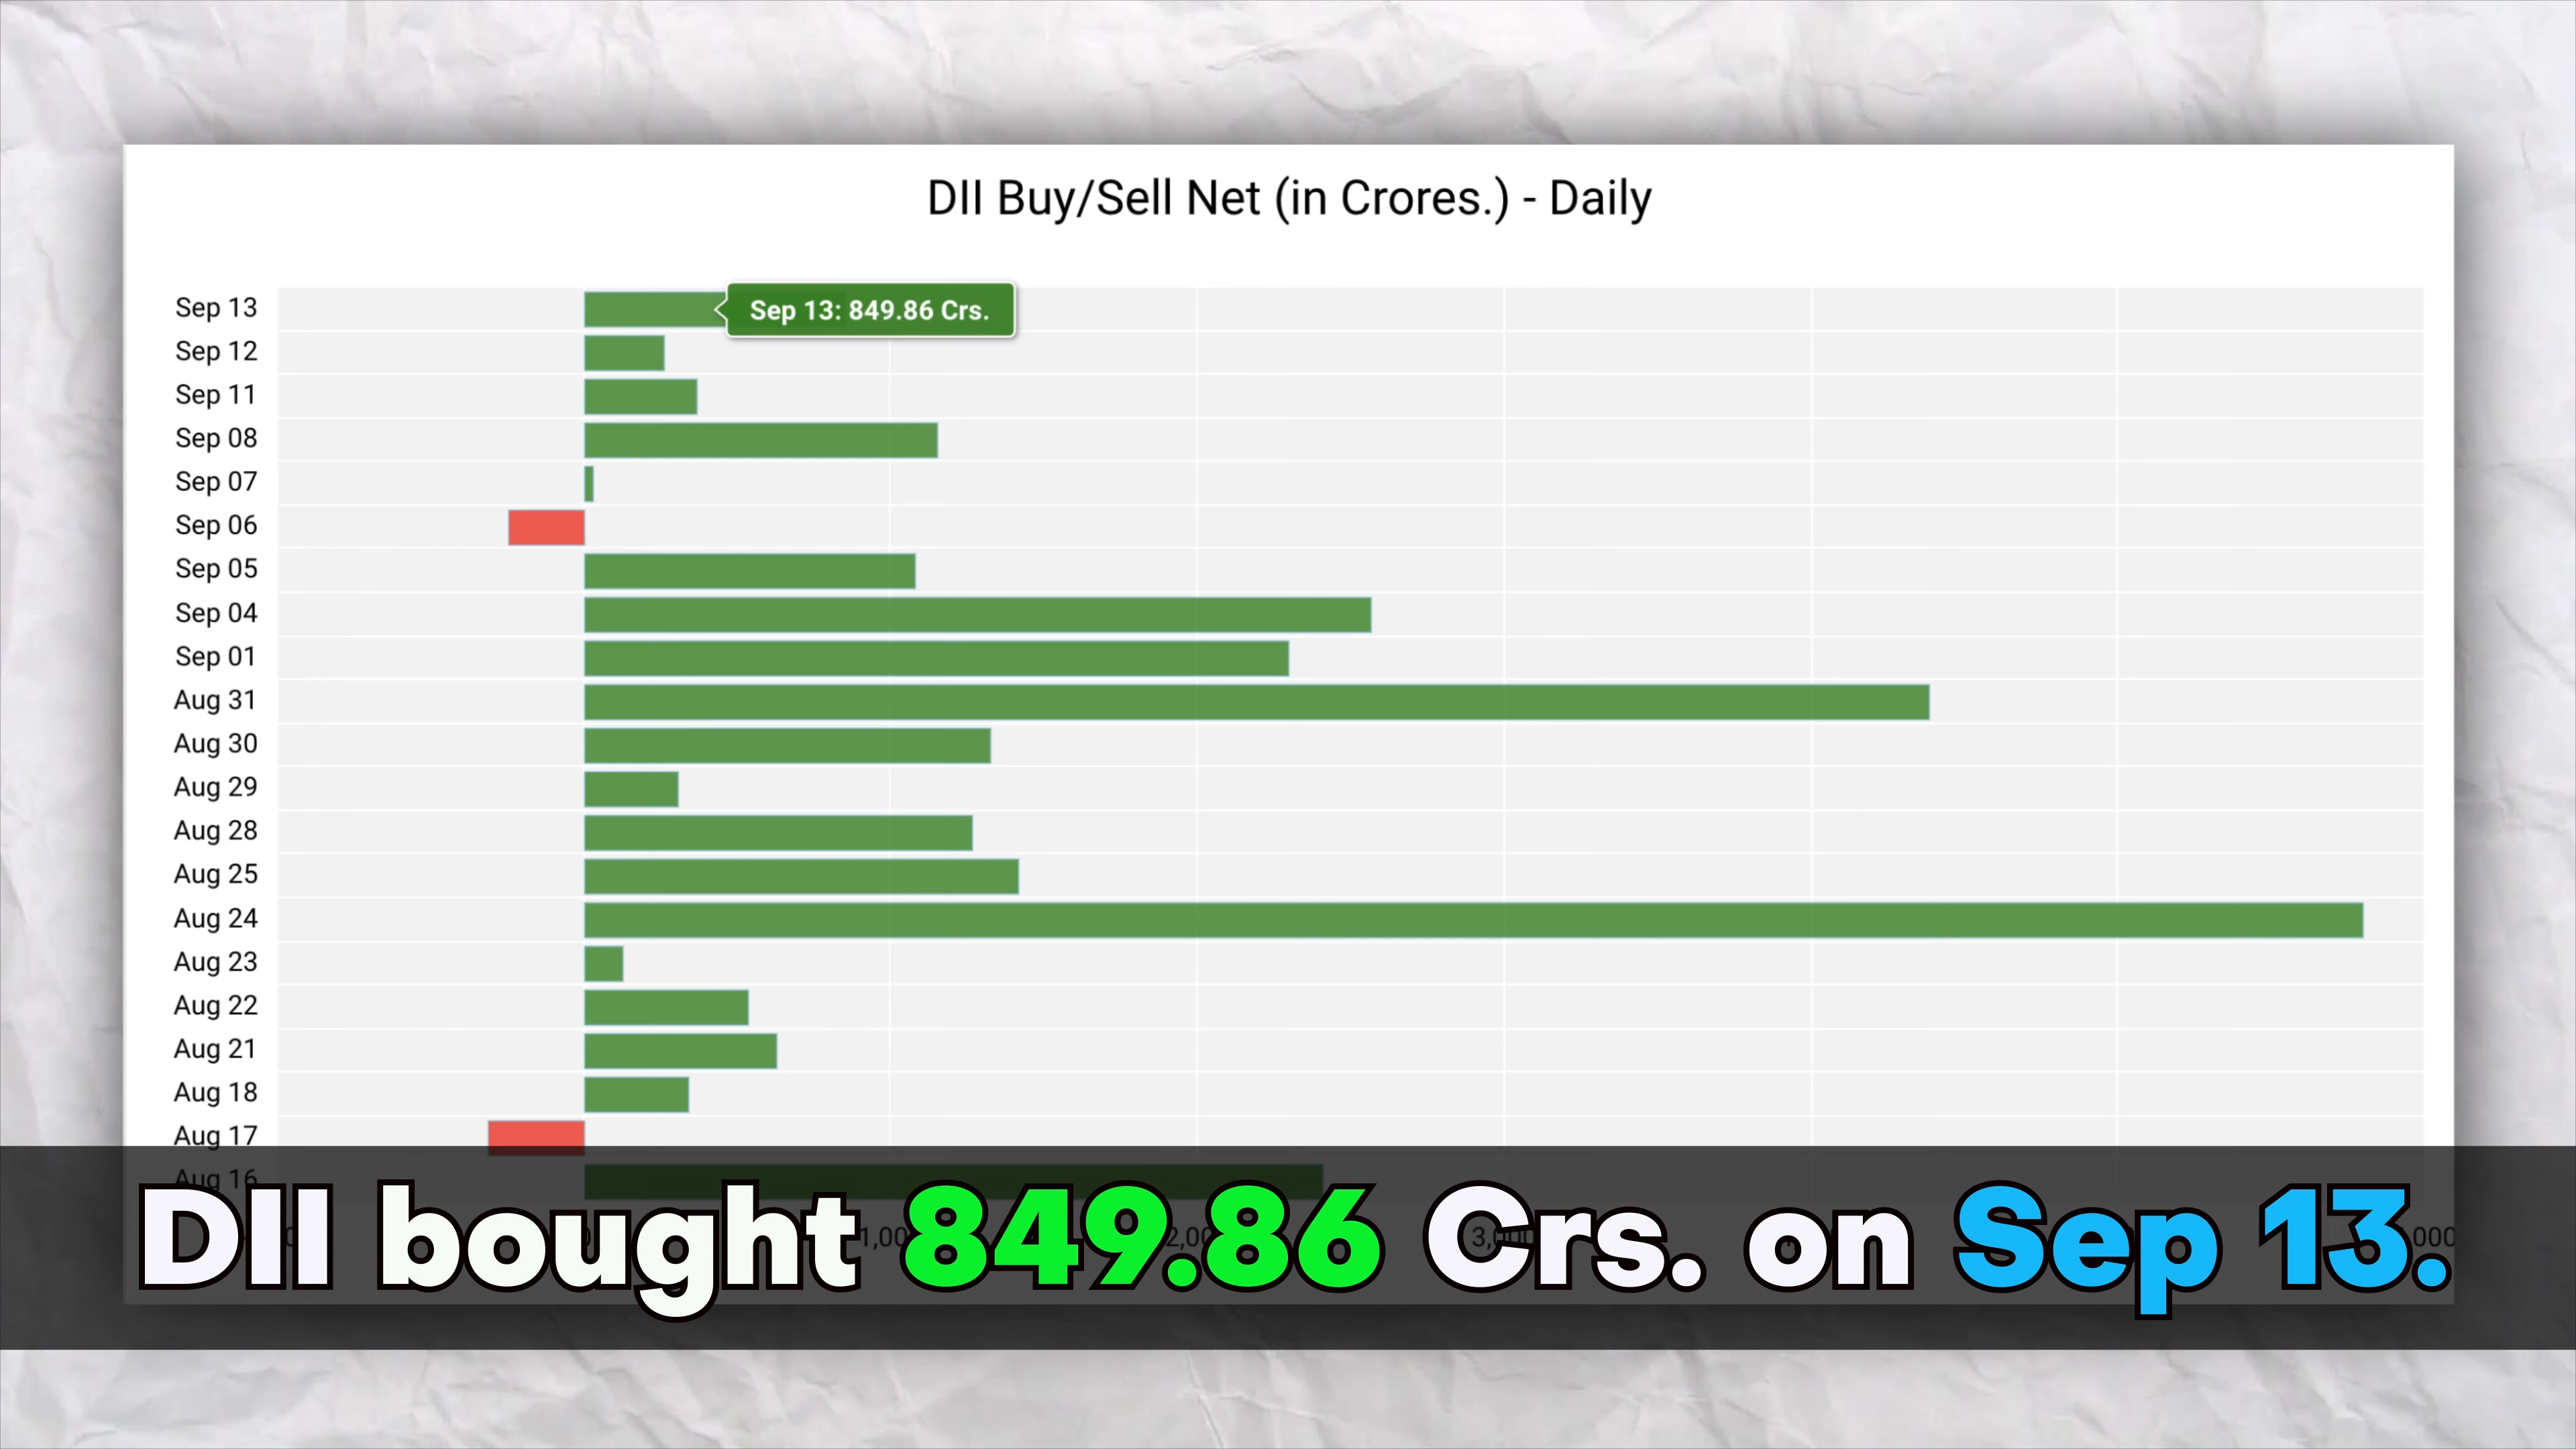 DII Buy/Sell Net (in Crores.) - Daily
Sep 13
Sep 13: 849.86 Crs.
Sep 12
Sep 11
Sep 08
Sep 07
Sep 06
Sep 05
Sep 04
Sep 01
Aug 31
Aug 30
Aug 29
Aug 28
Aug 25
Aug 24
Aug 23
Aug 22
Aug 21
Aug 18
Aug 17
Aug 16
DII bought 849.86 Crs. on Sep 13.